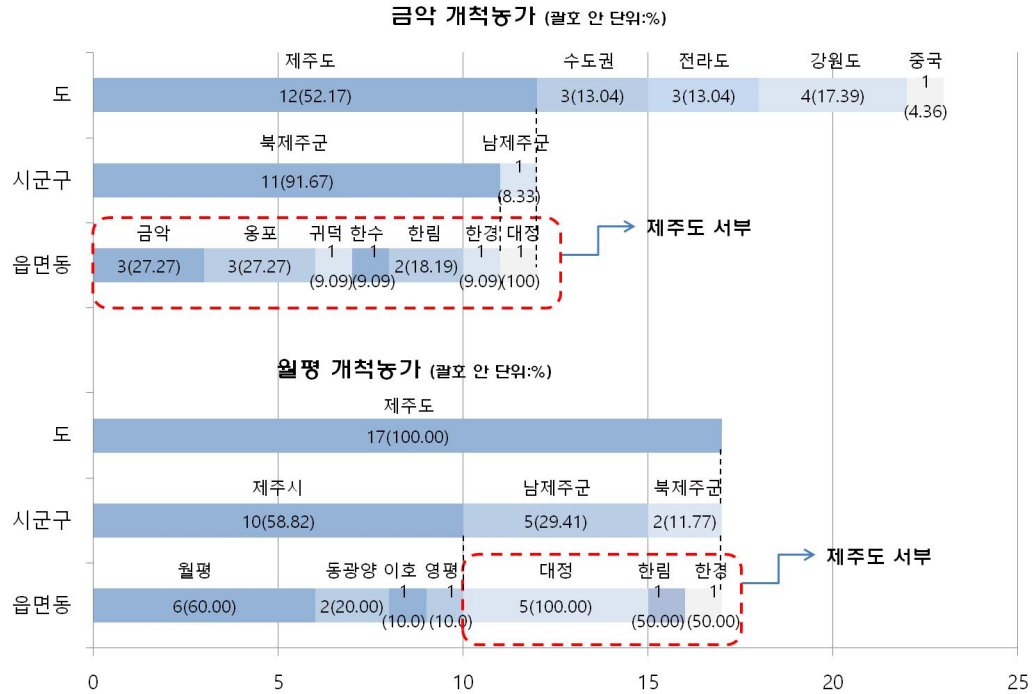 금악 개척농가 (괄호 안 단위:%)
제주도 수도권 전라도 강원도 중국
도 12(52.17) 3(13.04) 3(13.04) 4(17.39) 1
(4.36)
북제주군 남제주군
시군구 11(91.67) 1
(8.33)
제주도 서부
금악 옹포 귀덕 한수 한림 한경 대정
읍면동 3(27.27) 3(27.27) 1 1 2(18.19) 1 1
(9.09) (9.09) (9.09) (100)
월평 개척농가 (괄호 안 단위:%)
제주도
도 17(100.00)
제주시 남제주군 북제주군
시군구 10(58.82) 5(29.41) 2(11.77)
제주도 서부
월평 동광양 이호 영평 대정 한림 한경
읍면동 6(60.00) 2(20.00) 1 1 5(100.00) 1 1
(10.0) (10.0) (50.00) (50.00)
0 5 10 15 20 25